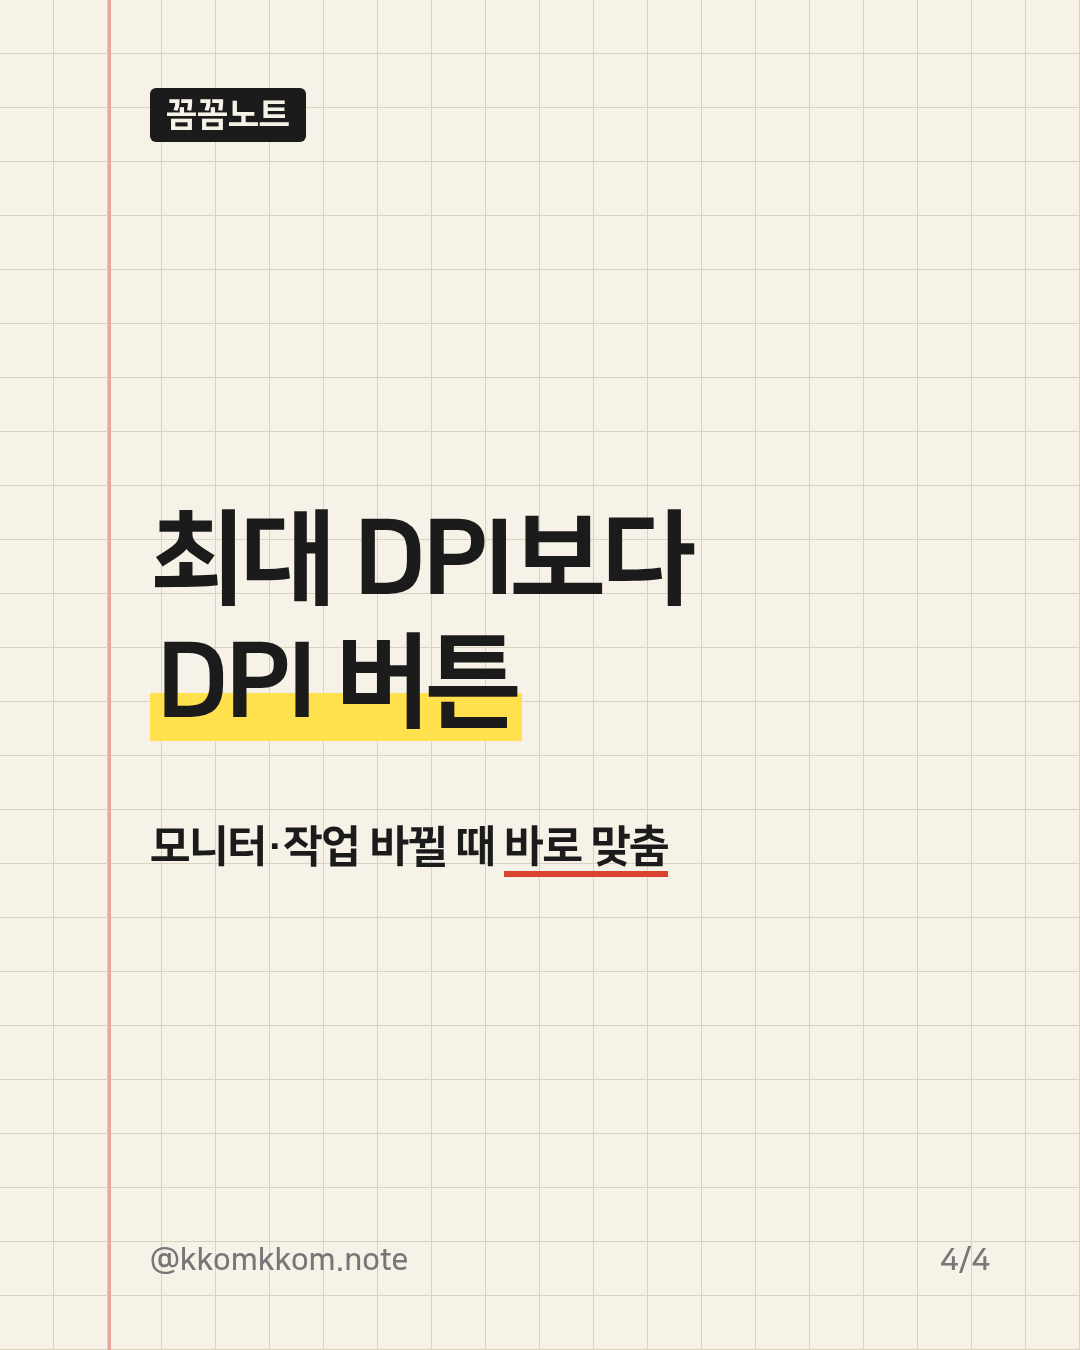 꼼꼼노트
최대 DPI보다
DPI 버튼
모니터·작업 바뀔 때 바로 맞춤
@kkomkkom.note
4/4